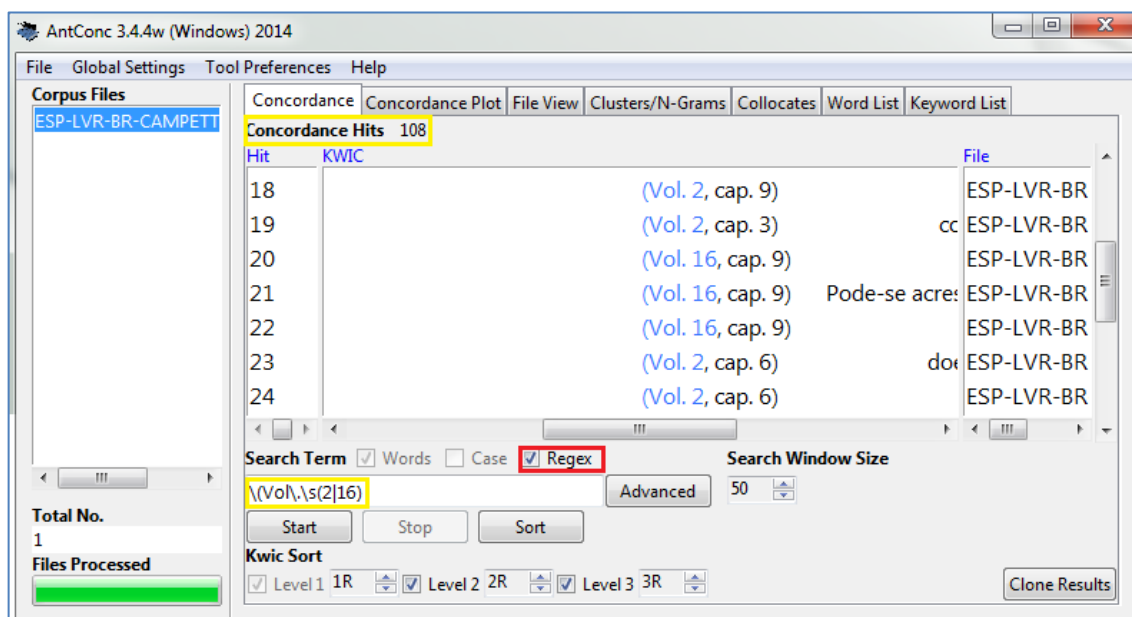 AntConc 3.4.4w (Windows) 2014
File Global Settings Tool Preferences Help
Corpus Files
ESP-LVR-BR-CAMPETT
Concordance Concordance Plot File View Clusters/N-Grams Collocates Word List Keyword List
Concordance Hits 108
Hit KWIC File
18 (Vol. 2, cap. 9) ESP-LVR-BR
19 (Vol. 2, cap. 3) cc ESP-LVR-BR
20 (Vol. 16, cap. 9) ESP-LVR-BR
21 (Vol. 16, cap. 9) Pode-se acres ESP-LVR-BR
22 (Vol. 16, cap. 9) ESP-LVR-BR
23 (Vol. 2, cap. 6) doe ESP-LVR-BR
24 (Vol. 2, cap. 6) ESP-LVR-BR
Search Term Words Case Regex Search Window Size
\(Vol\.\s(2|16) Advanced 50
Start Stop Sort
Total No.
1
Files Processed
Kwic Sort
Level 1 1R Level 2 2R Level 3 3R Clone Results